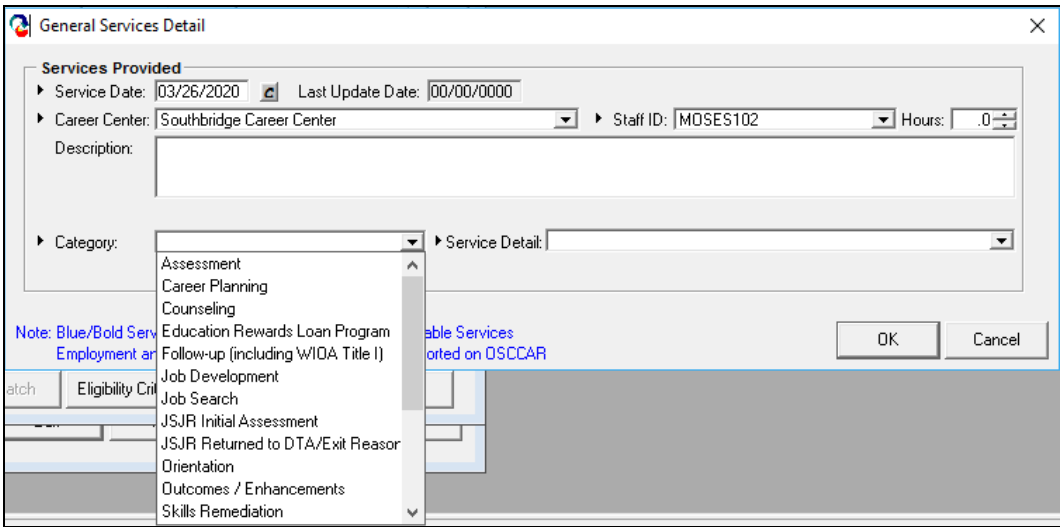 General Services Detail
Services Provided
Service Date: 03/26/2020 C Last Update Date: 00/00/0000
Career Center: Southbridge Career Center Staff ID: MOSES102 Hours: .0
Description:
Category: Service Detail:
Assessment
Career Planning
Counseling
Education Rewards Loan Program
Follow-up (including WIOA Title I)
Job Development
Job Search
JSJR Initial Assessment
JSJR Returned to DTA/Exit Reason
Orientation
Outcomes / Enhancements
Skills Remediation
Note: Blue/Bold Serv able Services
Employment an orted on OSCCAR
OK Cancel
atch Eligibility Crit